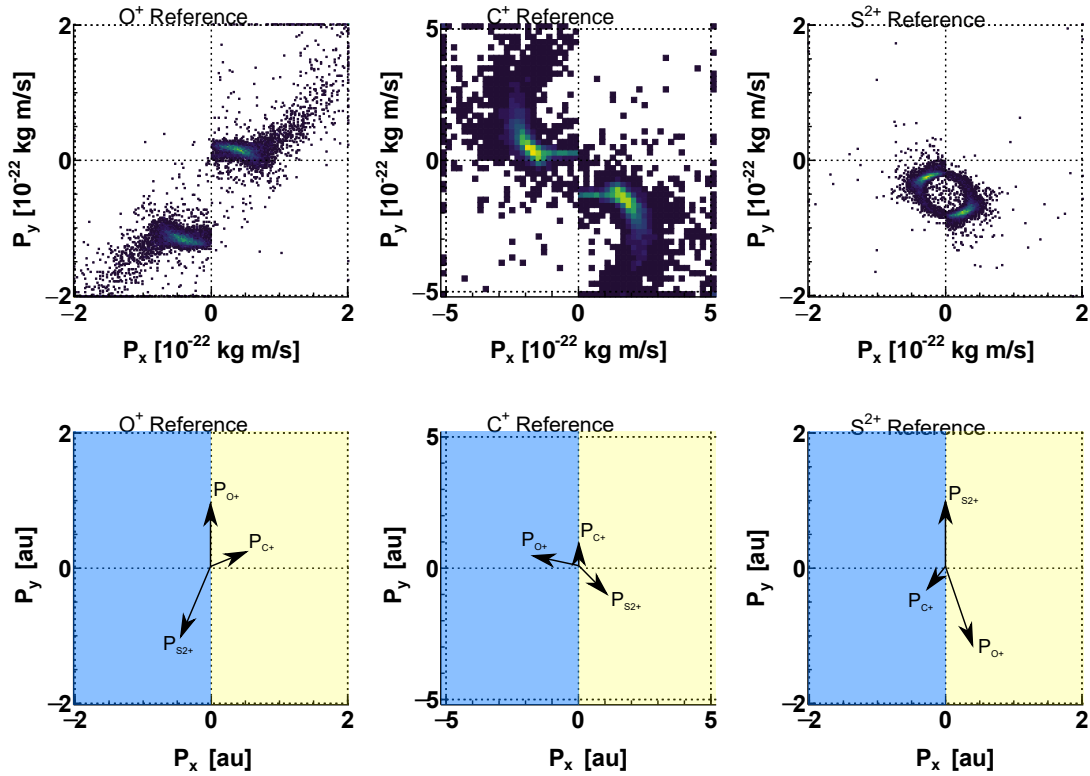 O⁺ Reference
C⁺ Reference
S²⁺ Reference
2
0
−2
P_y [10⁻²² kg m/s]
−2 0 2
P_x [10⁻²² kg m/s]
5
0
−5
P_y [10⁻²² kg m/s]
−5 0 5
P_x [10⁻²² kg m/s]
2
0
−2
P_y [10⁻²² kg m/s]
−2 0 2
P_x [10⁻²² kg m/s]
O⁺ Reference
C⁺ Reference
S²⁺ Reference
2
0
−2
P_y [au]
P_O+
P_C+
P_S2+
−2 0 2
P_x [au]
5
0
−5
P_y [au]
P_O+
P_C+
P_S2+
−5 0 5
P_x [au]
2
0
−2
P_y [au]
P_S2+
P_C+
P_O+
−2 0 2
P_x [au]